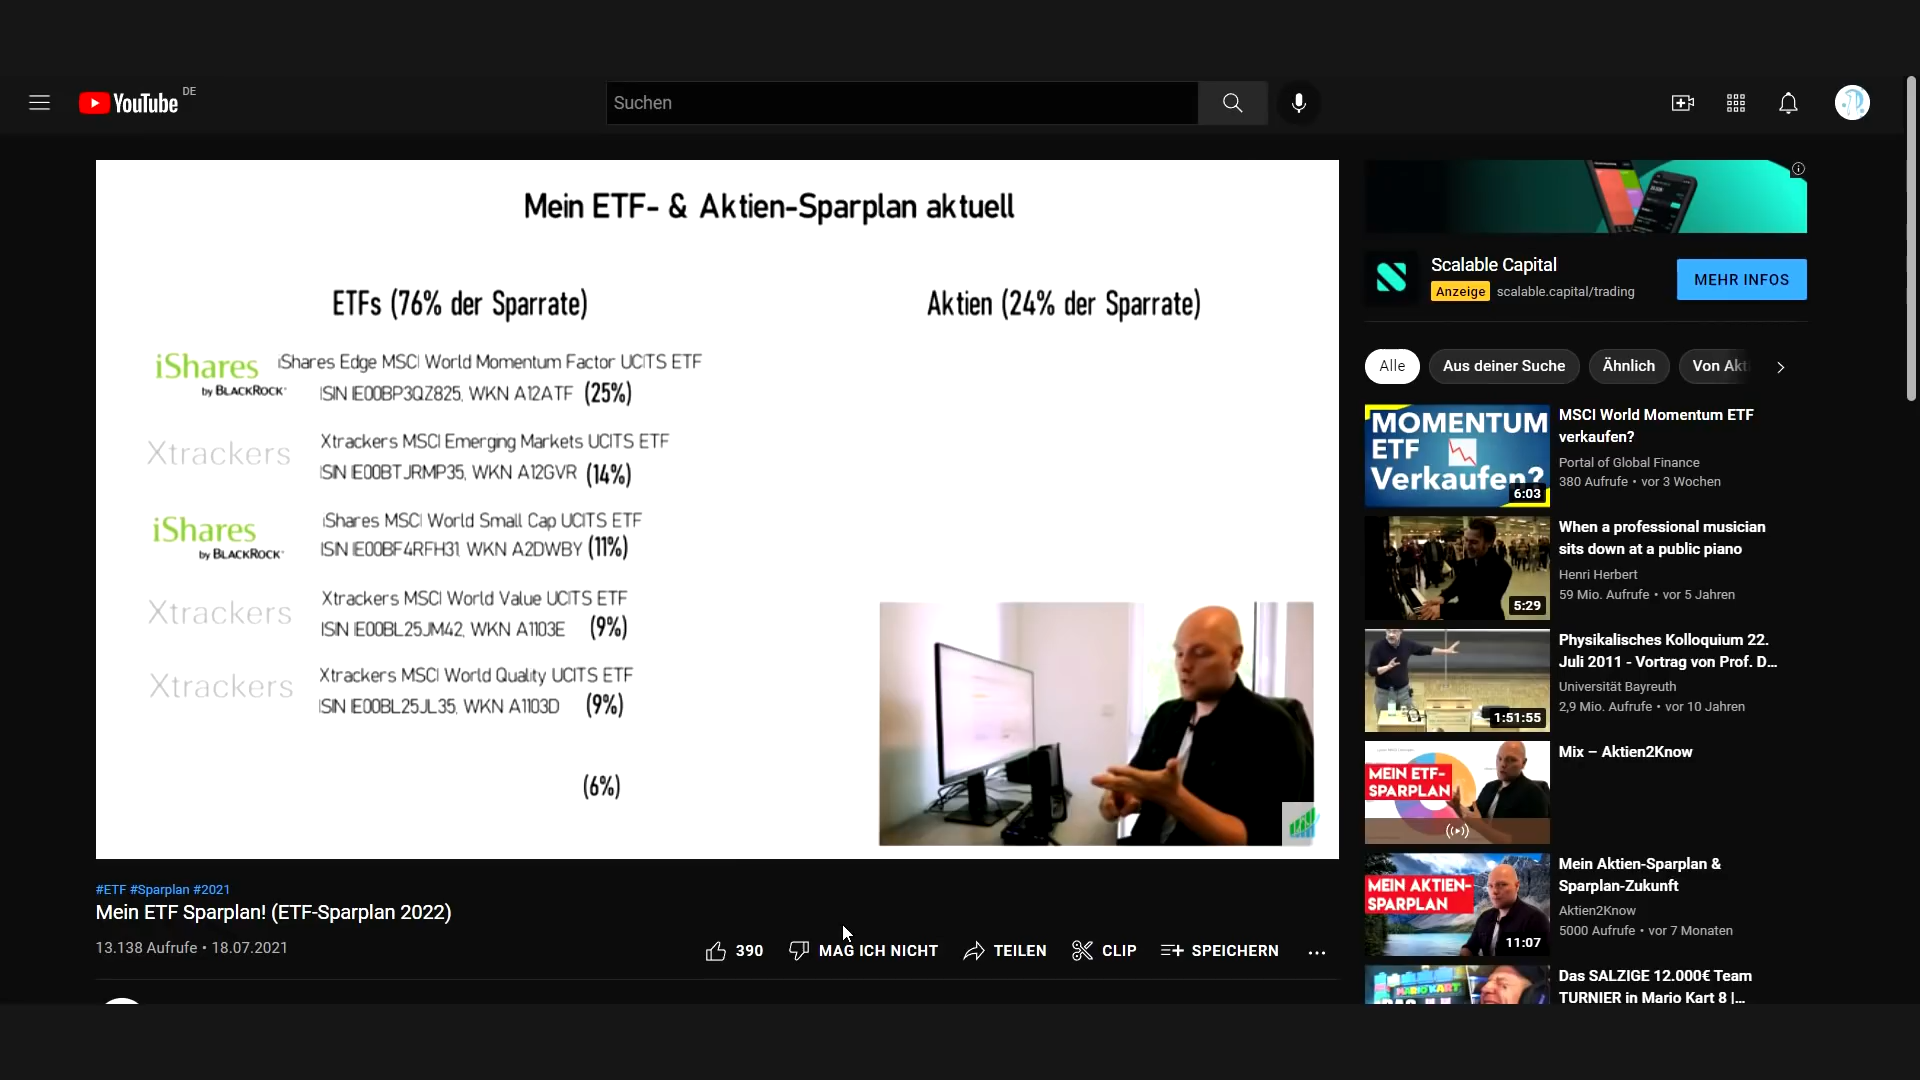 YouTube DE
Suchen
Mein ETF- & Aktien-Sparplan aktuell
ETFs (76% der Sparrate)
Aktien (24% der Sparrate)
iShares
by BLACKROCK
iShares Edge MSCI World Momentum Factor UCITS ETF
ISIN IE00BP3QZ825, WKN A12ATF (25%)
Xtrackers
Xtrackers MSCI Emerging Markets UCITS ETF
ISIN IE00BTJRMP35, WKN A12GVR (14%)
iShares
by BLACKROCK
iShares MSCI World Small Cap UCITS ETF
ISIN IE00BF4RFH31, WKN A2DWBY (11%)
Xtrackers
Xtrackers MSCI World Value UCITS ETF
ISIN IE00BL25JM42, WKN A1103E (9%)
Xtrackers
Xtrackers MSCI World Quality UCITS ETF
ISIN IE00BL25JL35, WKN A1103D (9%)
(6%)
#ETF #Sparplan #2021
Mein ETF Sparplan! (ETF-Sparplan 2022)
13.138 Aufrufe • 18.07.2021
390
MAG ICH NICHT
TEILEN
CLIP
SPEICHERN
Scalable Capital
Anzeige scalable.capital/trading
MEHR INFOS
Alle
Aus deiner Suche
Ähnlich
Von Akt
MOMENTUM
ETF
Verkaufen?
6:03
MSCI World Momentum ETF
verkaufen?
Portal of Global Finance
380 Aufrufe • vor 3 Wochen
5:29
When a professional musician
sits down at a public piano
Henri Herbert
59 Mio. Aufrufe • vor 5 Jahren
1:51:55
Physikalisches Kolloquium 22.
Juli 2011 - Vortrag von Prof. D...
Universität Bayreuth
2,9 Mio. Aufrufe • vor 10 Jahren
MEIN ETF-
SPARPLAN
Mix – Aktien2Know
MEIN AKTIEN-
SPARPLAN
11:07
Mein Aktien-Sparplan &
Sparplan-Zukunft
Aktien2Know
5000 Aufrufe • vor 7 Monaten
MARIO KART
Das SALZIGE 12.000€ Team
TURNIER in Mario Kart 8 |...